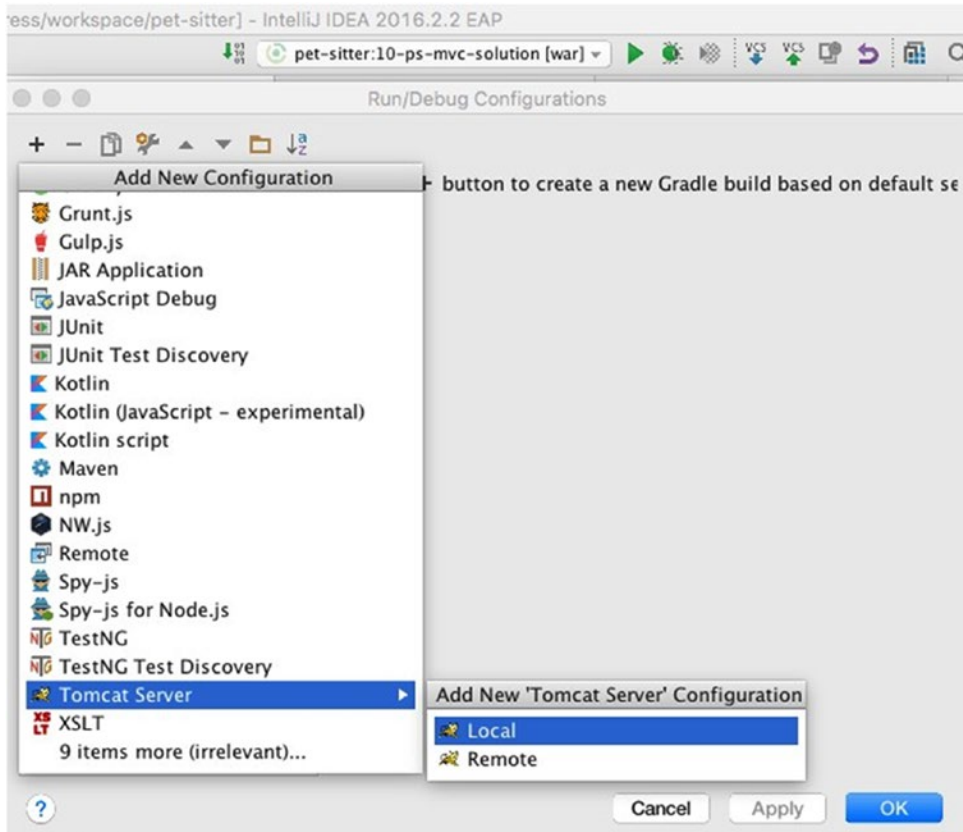 ress/workspace/pet-sitter] - IntelliJ IDEA 2016.2.2 EAP
pet-sitter:10-ps-mvc-solution [war]
VCS
VCS
Run/Debug Configurations
Add New Configuration
button to create a new Gradle build based on default se
Grunt.js
Gulp.js
JAR Application
JavaScript Debug
JUnit
JUnit Test Discovery
Kotlin
Kotlin (JavaScript – experimental)
Kotlin script
Maven
npm
NW.js
Remote
Spy-js
Spy-js for Node.js
TestNG
TestNG Test Discovery
Tomcat Server
XSLT
9 items more (irrelevant)...
Add New 'Tomcat Server' Configuration
Local
Remote
?
Cancel
Apply
OK